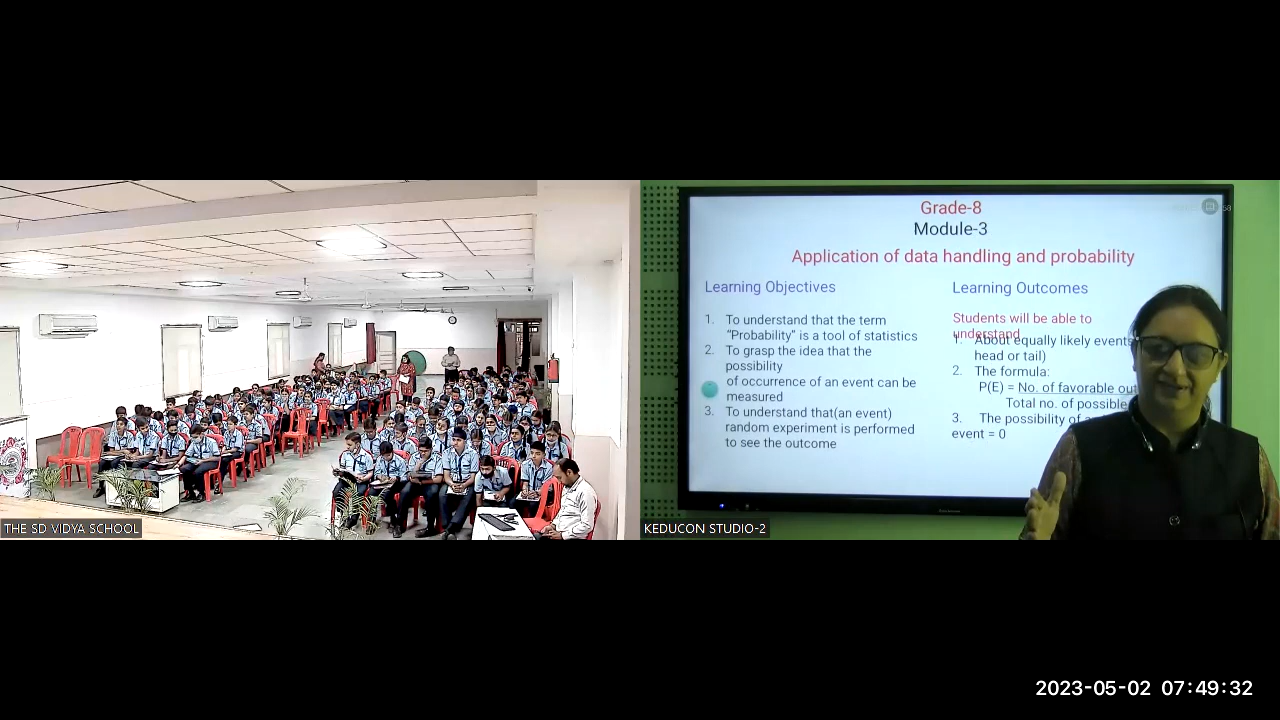 Grade-8
Module-3
Application of data handling and probability
Learning Objectives
1. To understand that the term
"Probability" is a tool of statistics
2. To grasp the idea that the
possibility
of occurrence of an event can be
measured
3. To understand that(an event)
random experiment is performed
to see the outcome
Learning Outcomes
Students will be able to
understand
1. About equally likely events
head or tail)
2. The formula:
P(E) = No. of favorable out
Total no. of possible
3. The possibility of
event = 0
THE SD VIDYA SCHOOL
KEDUCON STUDIO-2
2023-05-02 07:49:32